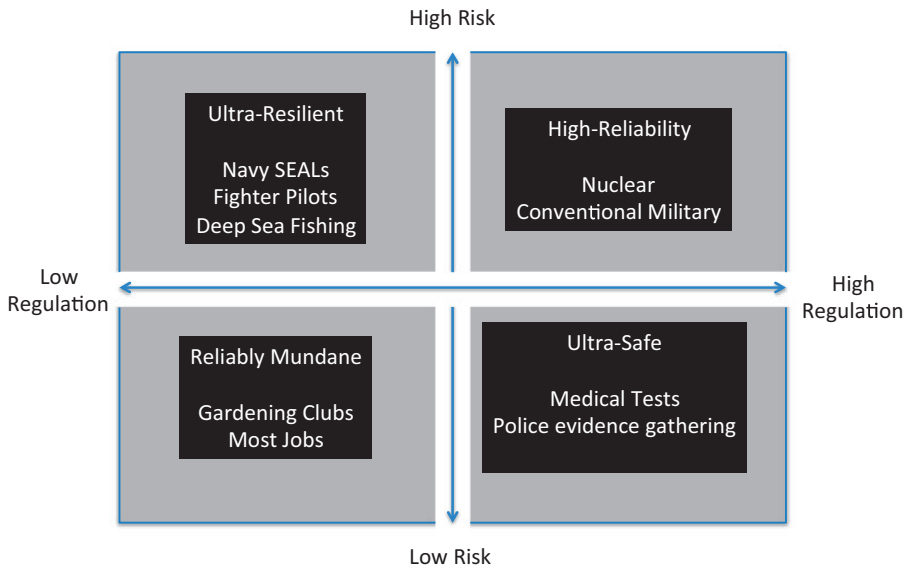 High Risk
Ultra-Resilient
Navy SEALs
Fighter Pilots
Deep Sea Fishing
High-Reliability
Nuclear
Conventional Military
Low
Regulation
High
Regulation
Reliably Mundane
Gardening Clubs
Most Jobs
Ultra-Safe
Medical Tests
Police evidence gathering
Low Risk